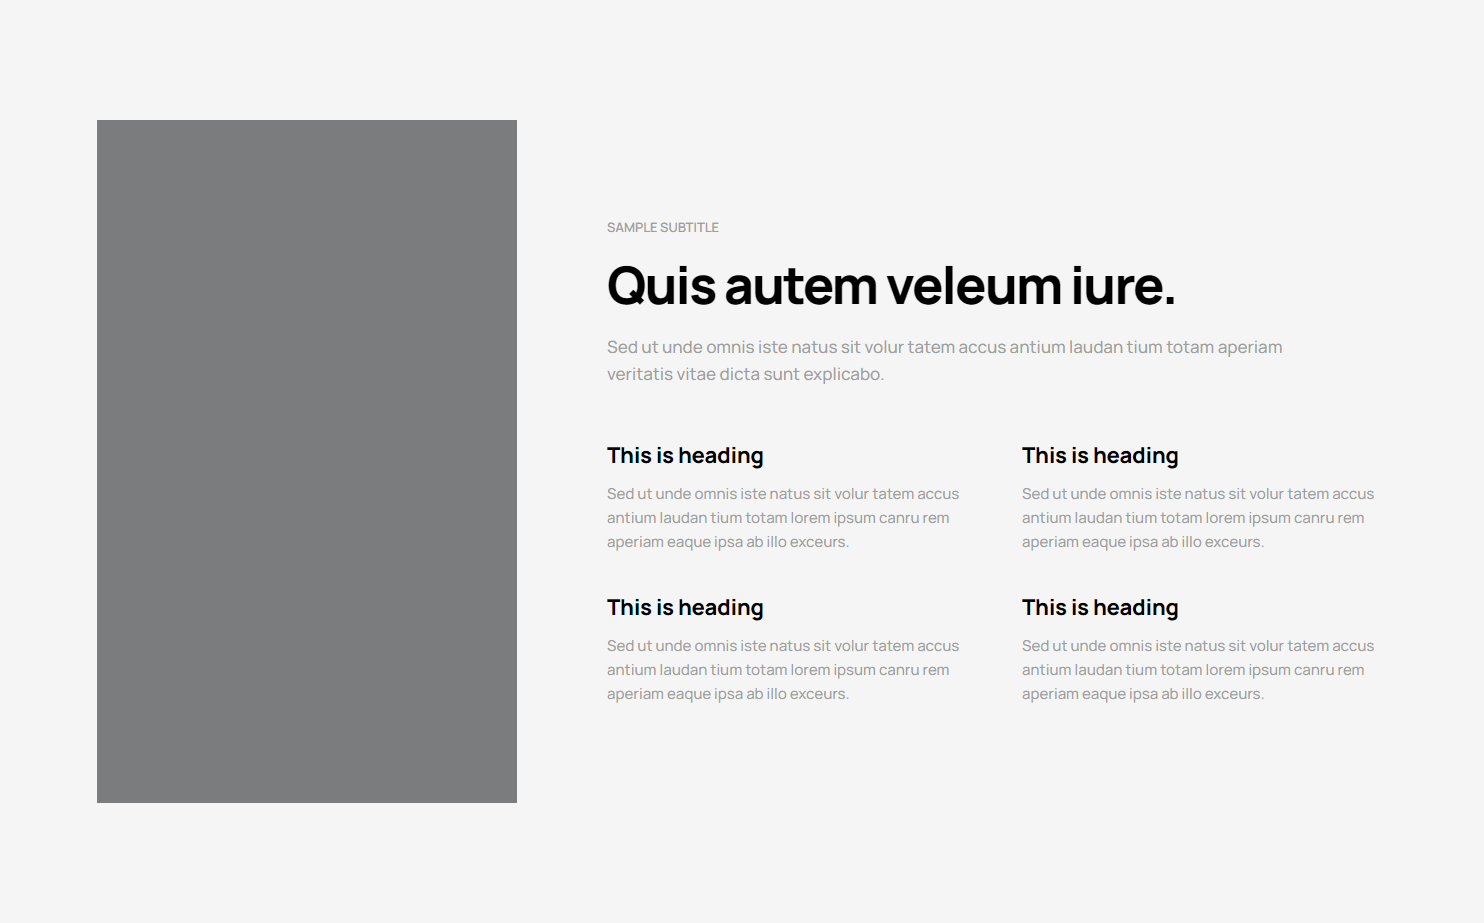 SAMPLE SUBTITLE
Quis autem veleum iure.
Sed ut unde omnis iste natus sit volur tatem accus antium laudan tium totam aperiam
veritatis vitae dicta sunt explicabo.
This is heading
Sed ut unde omnis iste natus sit volur tatem accus
antium laudan tium totam lorem ipsum canru rem
aperiam eaque ipsa ab illo exceurs.
This is heading
Sed ut unde omnis iste natus sit volur tatem accus
antium laudan tium totam lorem ipsum canru rem
aperiam eaque ipsa ab illo exceurs.
This is heading
Sed ut unde omnis iste natus sit volur tatem accus
antium laudan tium totam lorem ipsum canru rem
aperiam eaque ipsa ab illo exceurs.
This is heading
Sed ut unde omnis iste natus sit volur tatem accus
antium laudan tium totam lorem ipsum canru rem
aperiam eaque ipsa ab illo exceurs.